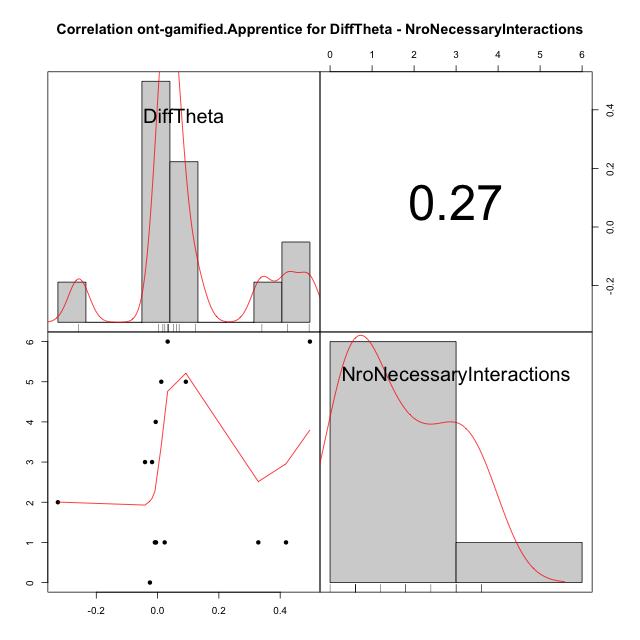 Correlation ont-gamified.Apprentice for DiffTheta - NroNecessaryInteractions
0 1 2 3 4 5 6
DiffTheta
0.27
0.4
0.2
0.0
-0.2
6
5
4
3
2
1
0
NroNecessaryInteractions
-0.2 0.0 0.2 0.4